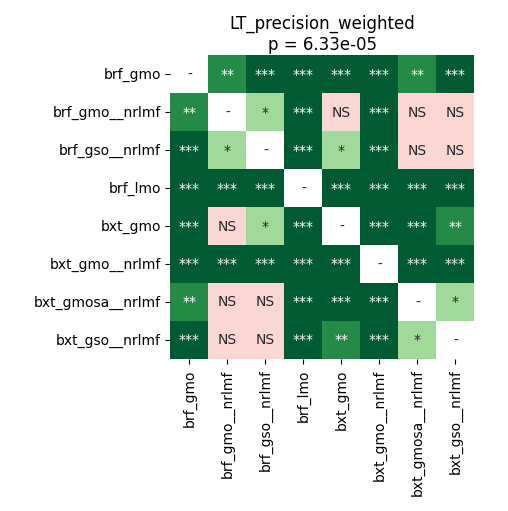 LT_precision_weighted
p = 6.33e-05
brf_gmo - ** *** *** *** *** ** ***
brf_gmo__nrlmf ** - * *** NS *** NS NS
brf_gso__nrlmf *** * - *** * *** NS NS
brf_lmo *** *** *** - *** *** *** ***
bxt_gmo *** NS * *** - *** *** **
bxt_gmo__nrlmf *** *** *** *** *** - *** ***
bxt_gmosa__nrlmf ** NS NS *** *** *** - *
bxt_gso__nrlmf *** NS NS *** ** *** * -
brf_gmo
brf_gmo__nrlmf
brf_gso__nrlmf
brf_lmo
bxt_gmo
bxt_gmo__nrlmf
bxt_gmosa__nrlmf
bxt_gso__nrlmf